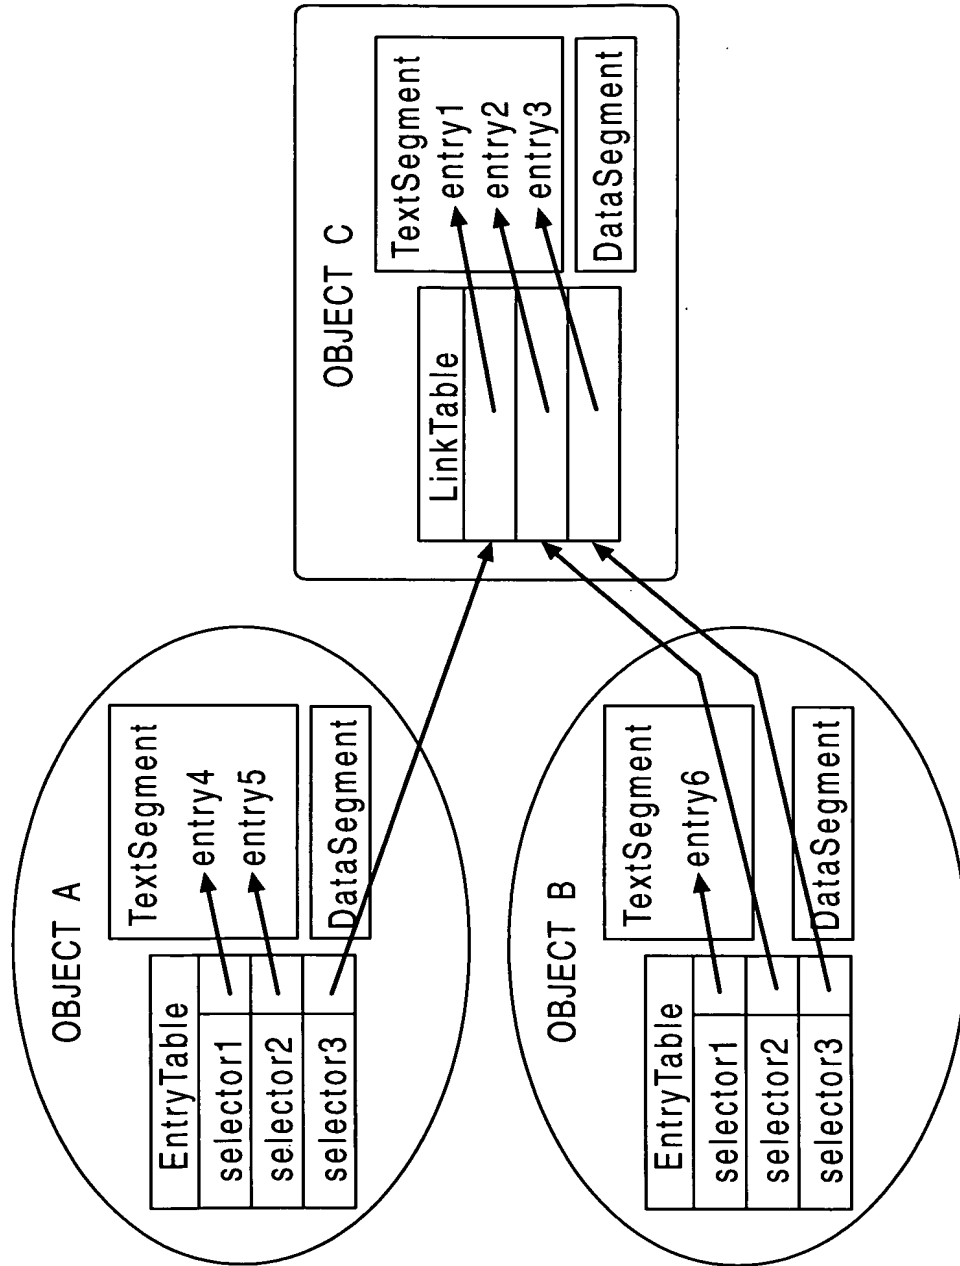 OBJECT A
EntryTable
selector1
selector2
selector3
TextSegment
entry4
entry5
DataSegment
OBJECT B
EntryTable
selector1
selector2
selector3
TextSegment
entry6
DataSegment
OBJECT C
LinkTable
TextSegment
entry1
entry2
entry3
DataSegment